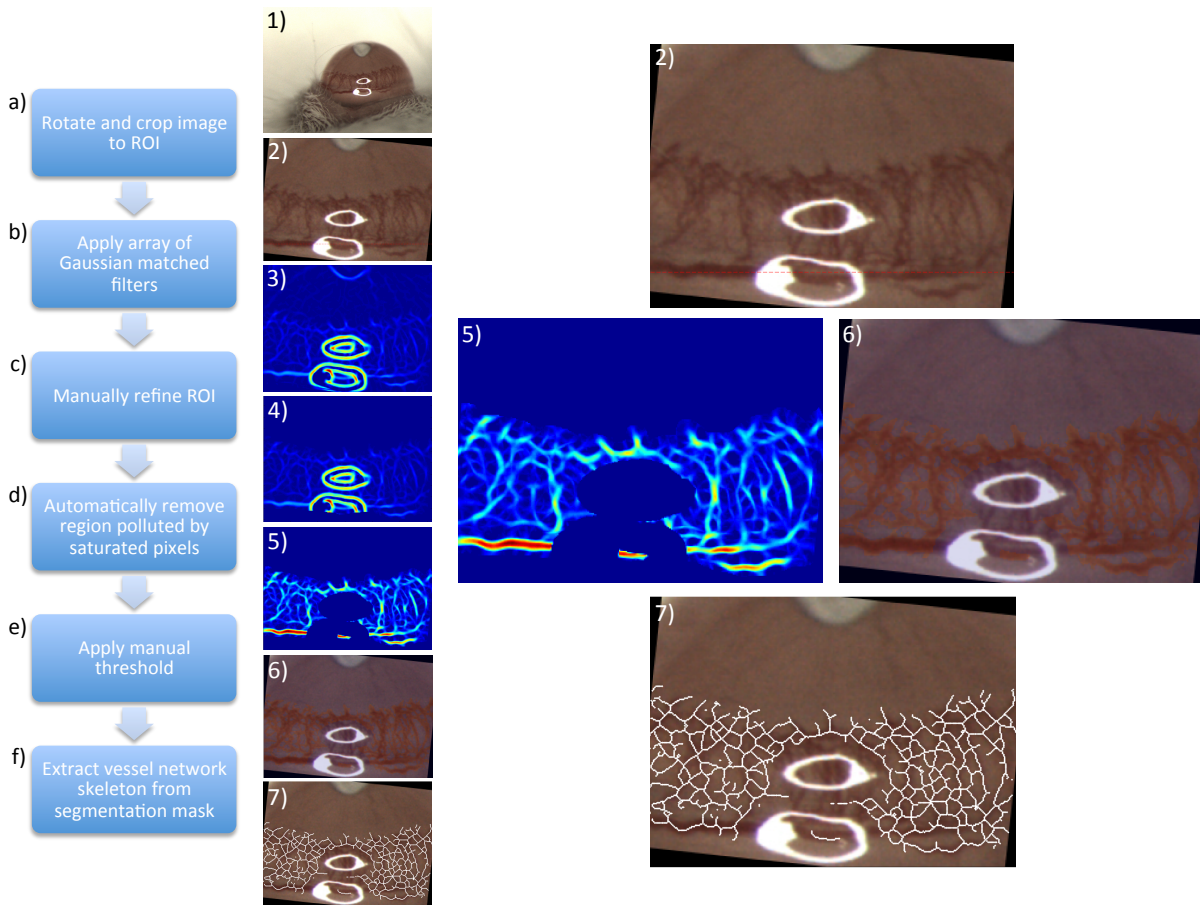 a)
Rotate and crop image
to ROI
b)
Apply array of
Gaussian matched
filters
c)
Manually refine ROI
d)
Automatically remove
region polluted by
saturated pixels
e)
Apply manual
threshold
f)
Extract vessel network
skeleton from
segmentation mask
1)
2)
3)
4)
5)
6)
7)
2)
5)
6)
7)